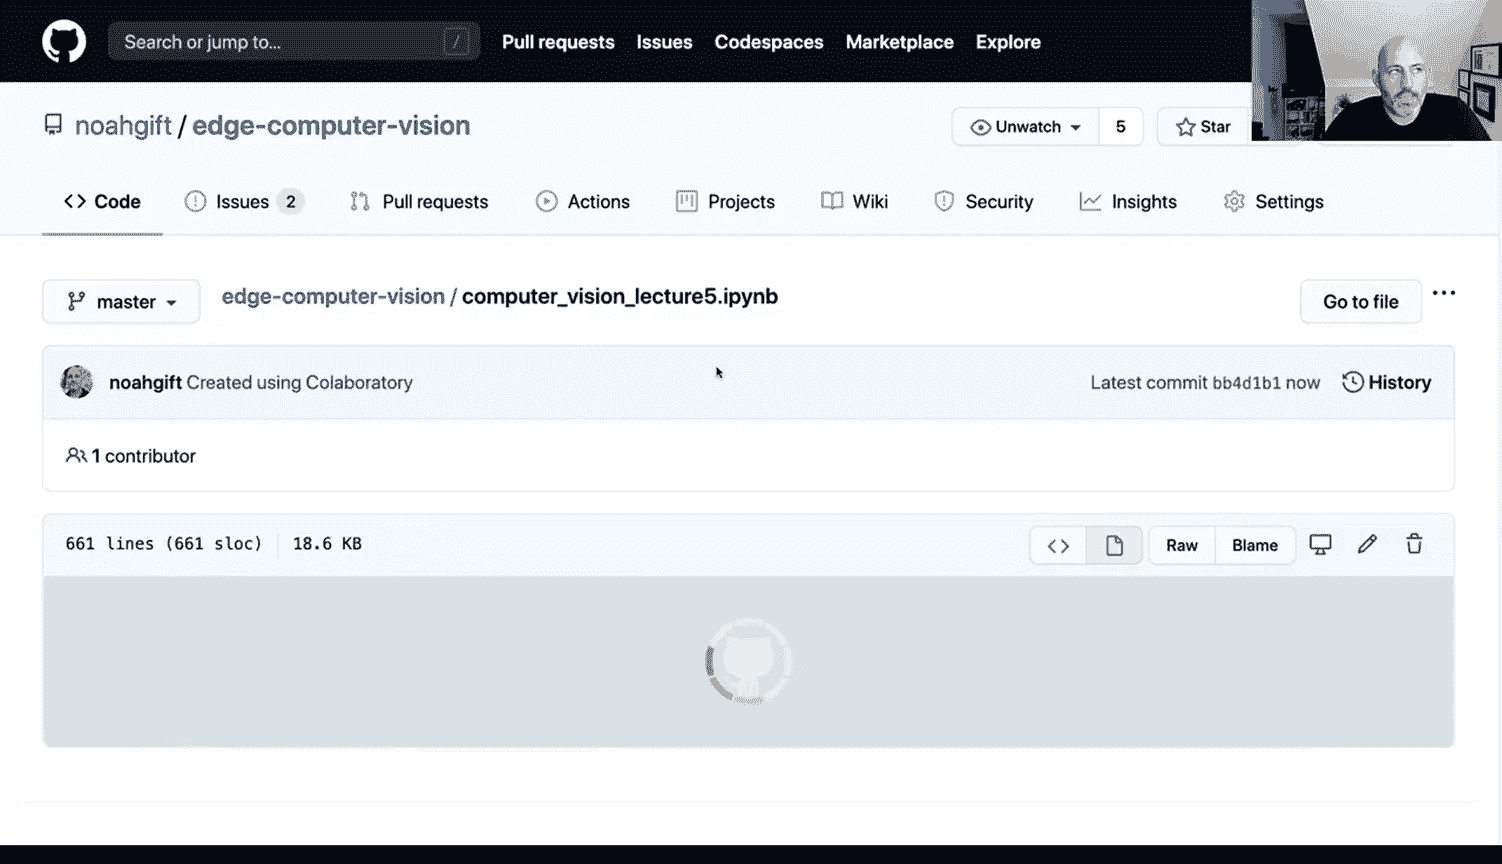 Search or jump to... /
Pull requests Issues Codespaces Marketplace Explore
noahgift / edge-computer-vision
Unwatch 5 Star
Code Issues 2 Pull requests Actions Projects Wiki Security Insights Settings
master edge-computer-vision / computer_vision_lecture5.ipynb Go to file ...
noahgift Created using Colaboratory Latest commit bb4d1b1 now History
1 contributor
661 lines (661 sloc) 18.6 KB <> Raw Blame